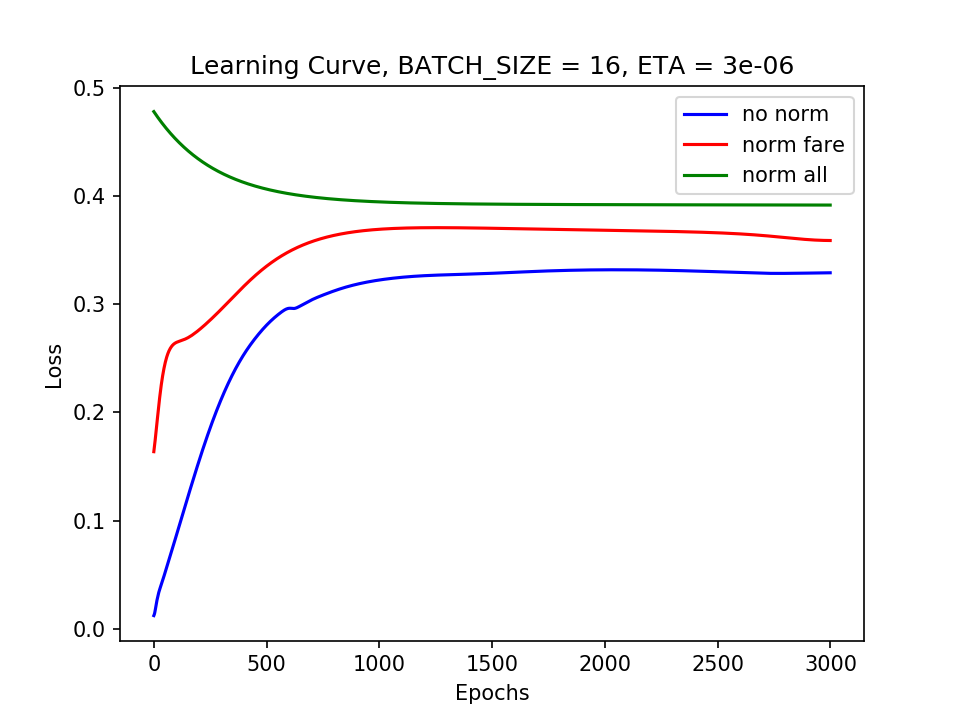 Learning Curve, BATCH_SIZE = 16, ETA = 3e-06
no norm
norm fare
norm all
Loss
0.5
0.4
0.3
0.2
0.1
0.0
0 500 1000 1500 2000 2500 3000
Epochs